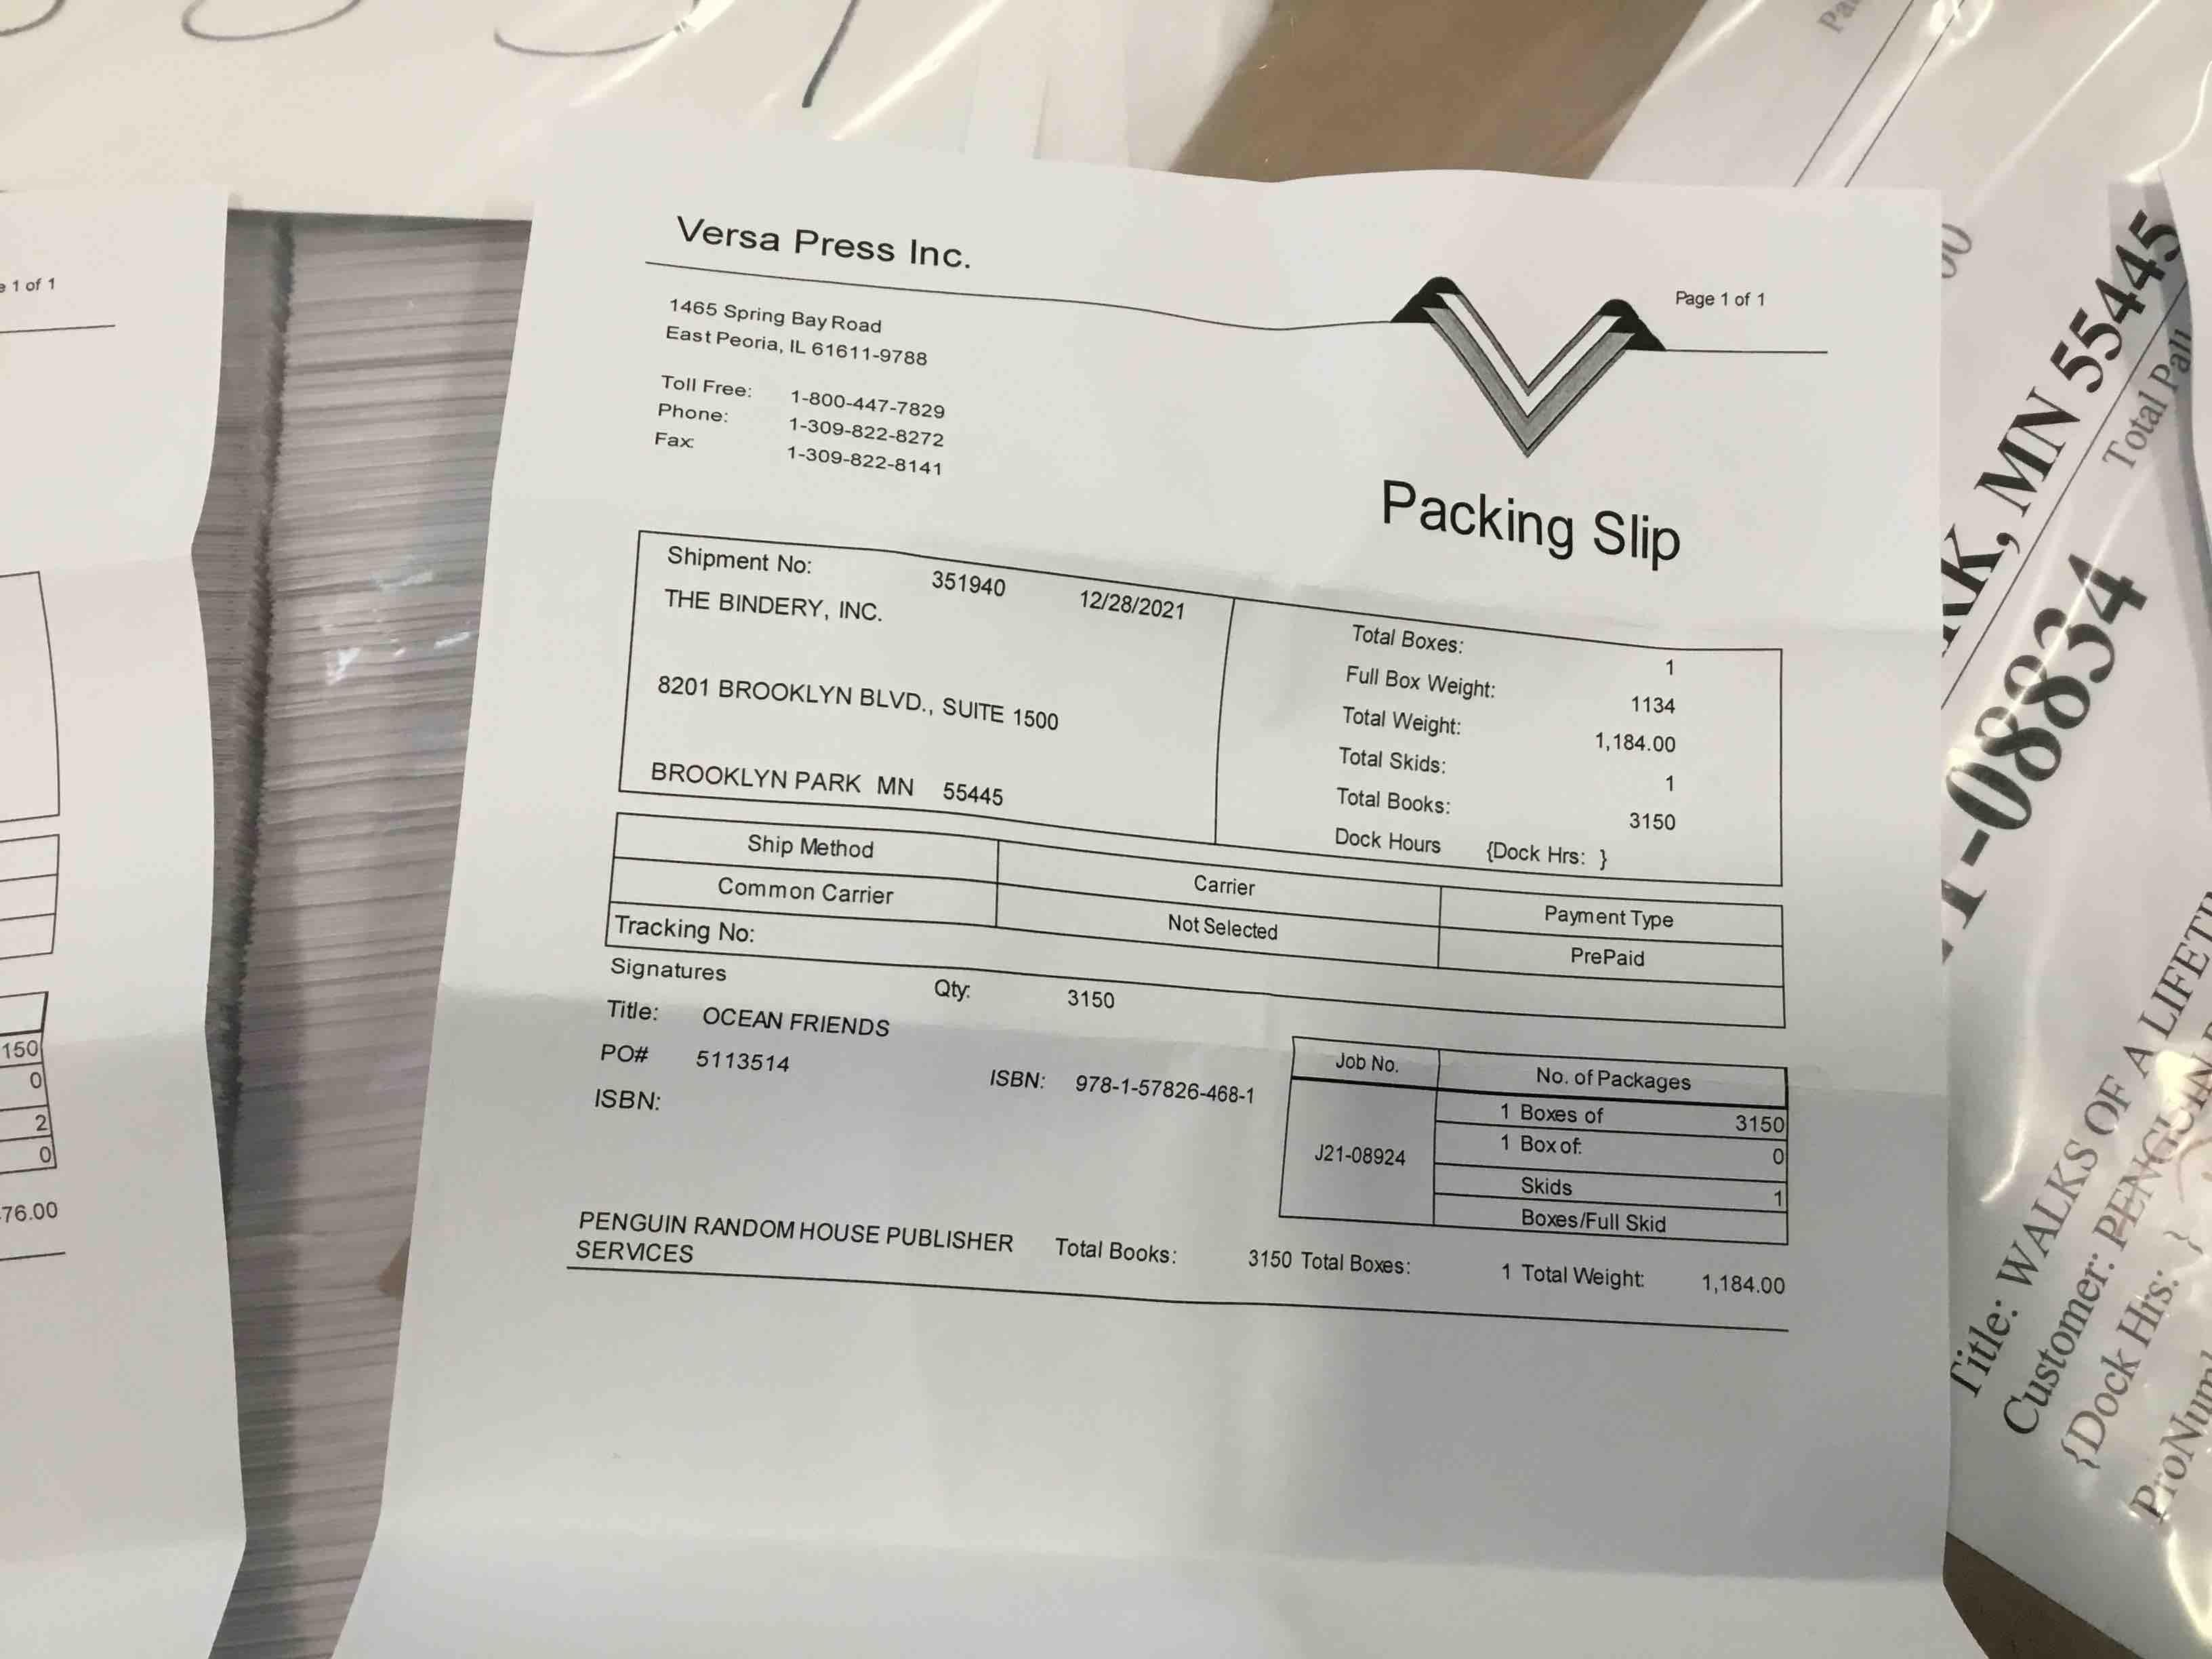 Versa Press Inc.
Page 1 of 1
1465 Spring Bay Road
East Peoria, IL 61611-9788
Toll Free: 1-800-447-7829
Phone: 1-309-822-8272
Fax: 1-309-822-8141
Packing Slip
Shipment No: 351940 12/28/2021
THE BINDERY, INC.
8201 BROOKLYN BLVD., SUITE 1500
BROOKLYN PARK MN 55445
Total Boxes: 1
Full Box Weight: 1134
Total Weight: 1,184.00
Total Skids: 1
Total Books: 3150
Dock Hours {Dock Hrs: }
Ship Method Carrier Payment Type
Common Carrier Not Selected PrePaid
Tracking No:
Signatures Qty: 3150
Title: OCEAN FRIENDS
PO# 5113514 ISBN: 978-1-57826-468-1
ISBN:
Job No. No. of Packages
J21-08924
1 Boxes of 3150
1 Box of: 0
Skids 1
Boxes/Full Skid
PENGUIN RANDOM HOUSE PUBLISHER
SERVICES
Total Books: 3150 Total Boxes: 1 Total Weight: 1,184.00
1 of 1
150
0
2
0
76.00
MN 55445
Total
1-08834
Title: WALKS OF A
Customer: PENGUIN
{Dock Hrs: }